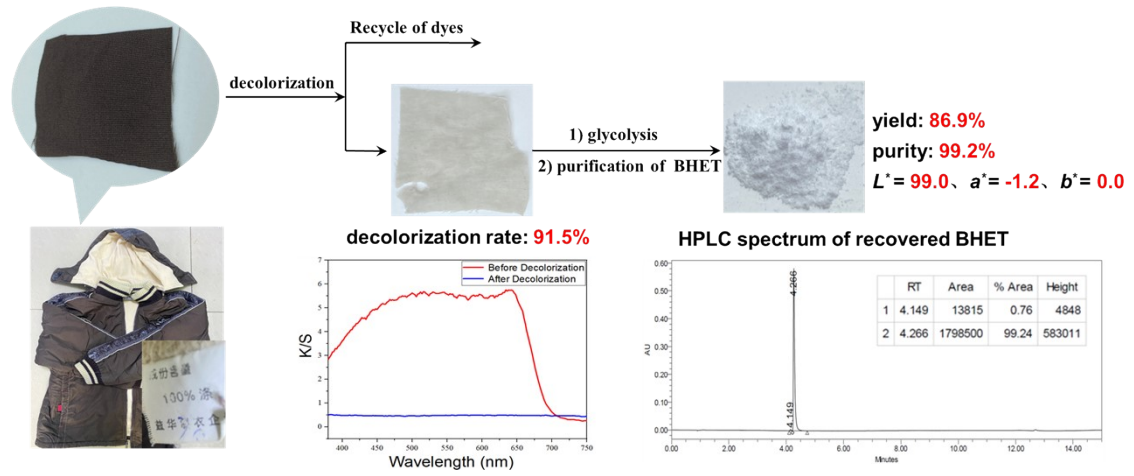 Recycle of dyes
decolorization
1) glycolysis
2) purification of BHET
yield: 86.9%
purity: 99.2%
L* = 99.0、a* = -1.2、b* = 0.0
decolorization rate: 91.5%
HPLC spectrum of recovered BHET
7
6
5
4
3
2
1
0
K/S
Before Decolorization
After Decolorization
400 450 500 550 600 650 700 750
Wavelength (nm)
0.60
0.50
0.40
0.30
0.20
0.10
0.00
AU
4.149
4.266
RT Area % Area Height
1 4.149 13815 0.76 4848
2 4.266 1798500 99.24 583011
0.00 2.00 4.00 6.00 8.00 10.00 12.00 14.00
Minutes
100% 涤